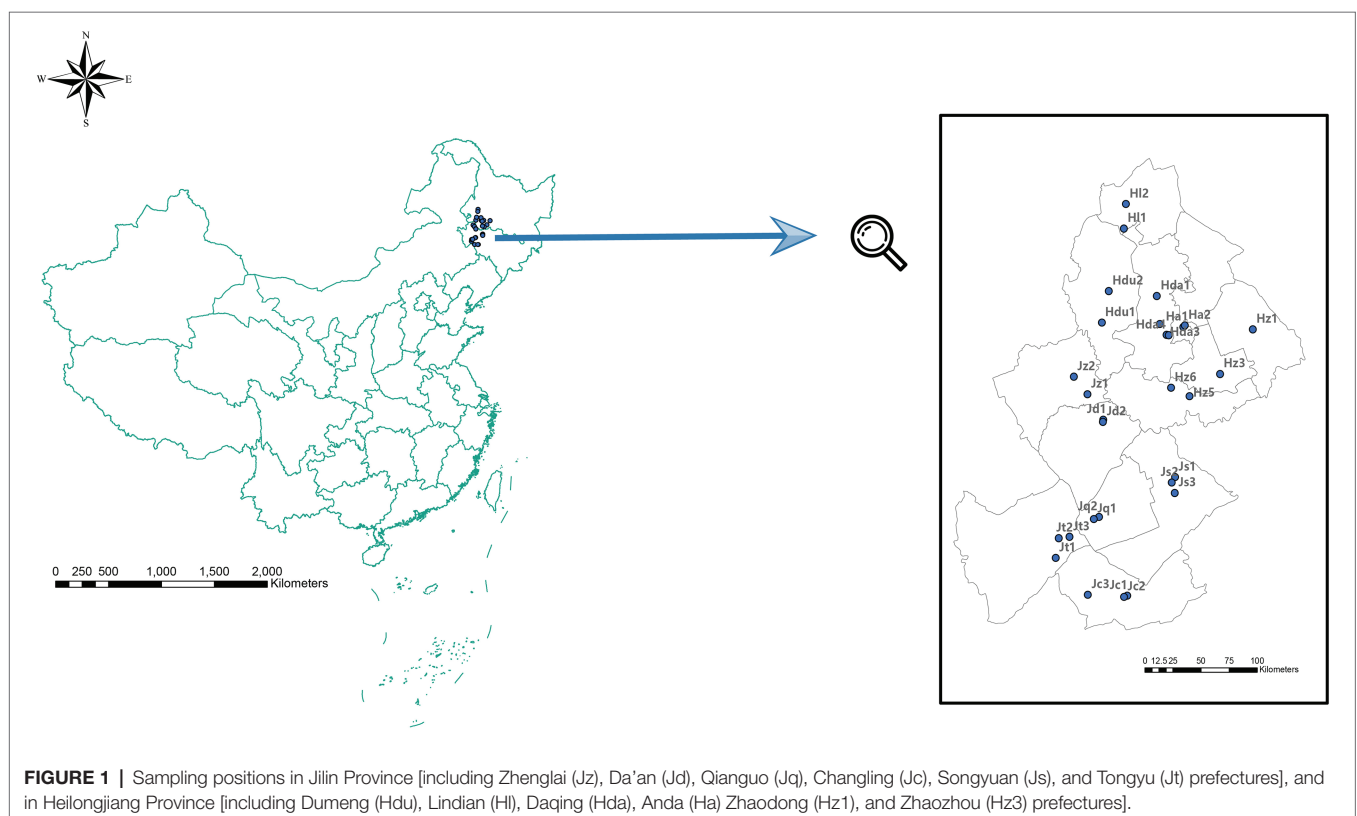 N
W E
S
0 250 500 1,000 1,500 2,000
Kilometers
Hl2
Hl1
Hdu2
Hda1
Hdu1
Ha1 Ha2
Hz1
Hda4
Hda3
Jz2
Hz3
Hz6
Jz1
Hz5
Jd1 Jd2
Js2 Js1
Js3
Jq2 Jq1
Jt2 Jt3
Jt1
Jc3 Jc1 Jc2
0 12.5 25 50 75 100
Kilometers
FIGURE 1 | Sampling positions in Jilin Province [including Zhenglai (Jz), Da’an (Jd), Qianguo (Jq), Changling (Jc), Songyuan (Js), and Tongyu (Jt) prefectures], and
in Heilongjiang Province [including Dumeng (Hdu), Lindian (Hl), Daqing (Hda), Anda (Ha) Zhaodong (Hz1), and Zhaozhou (Hz3) prefectures].